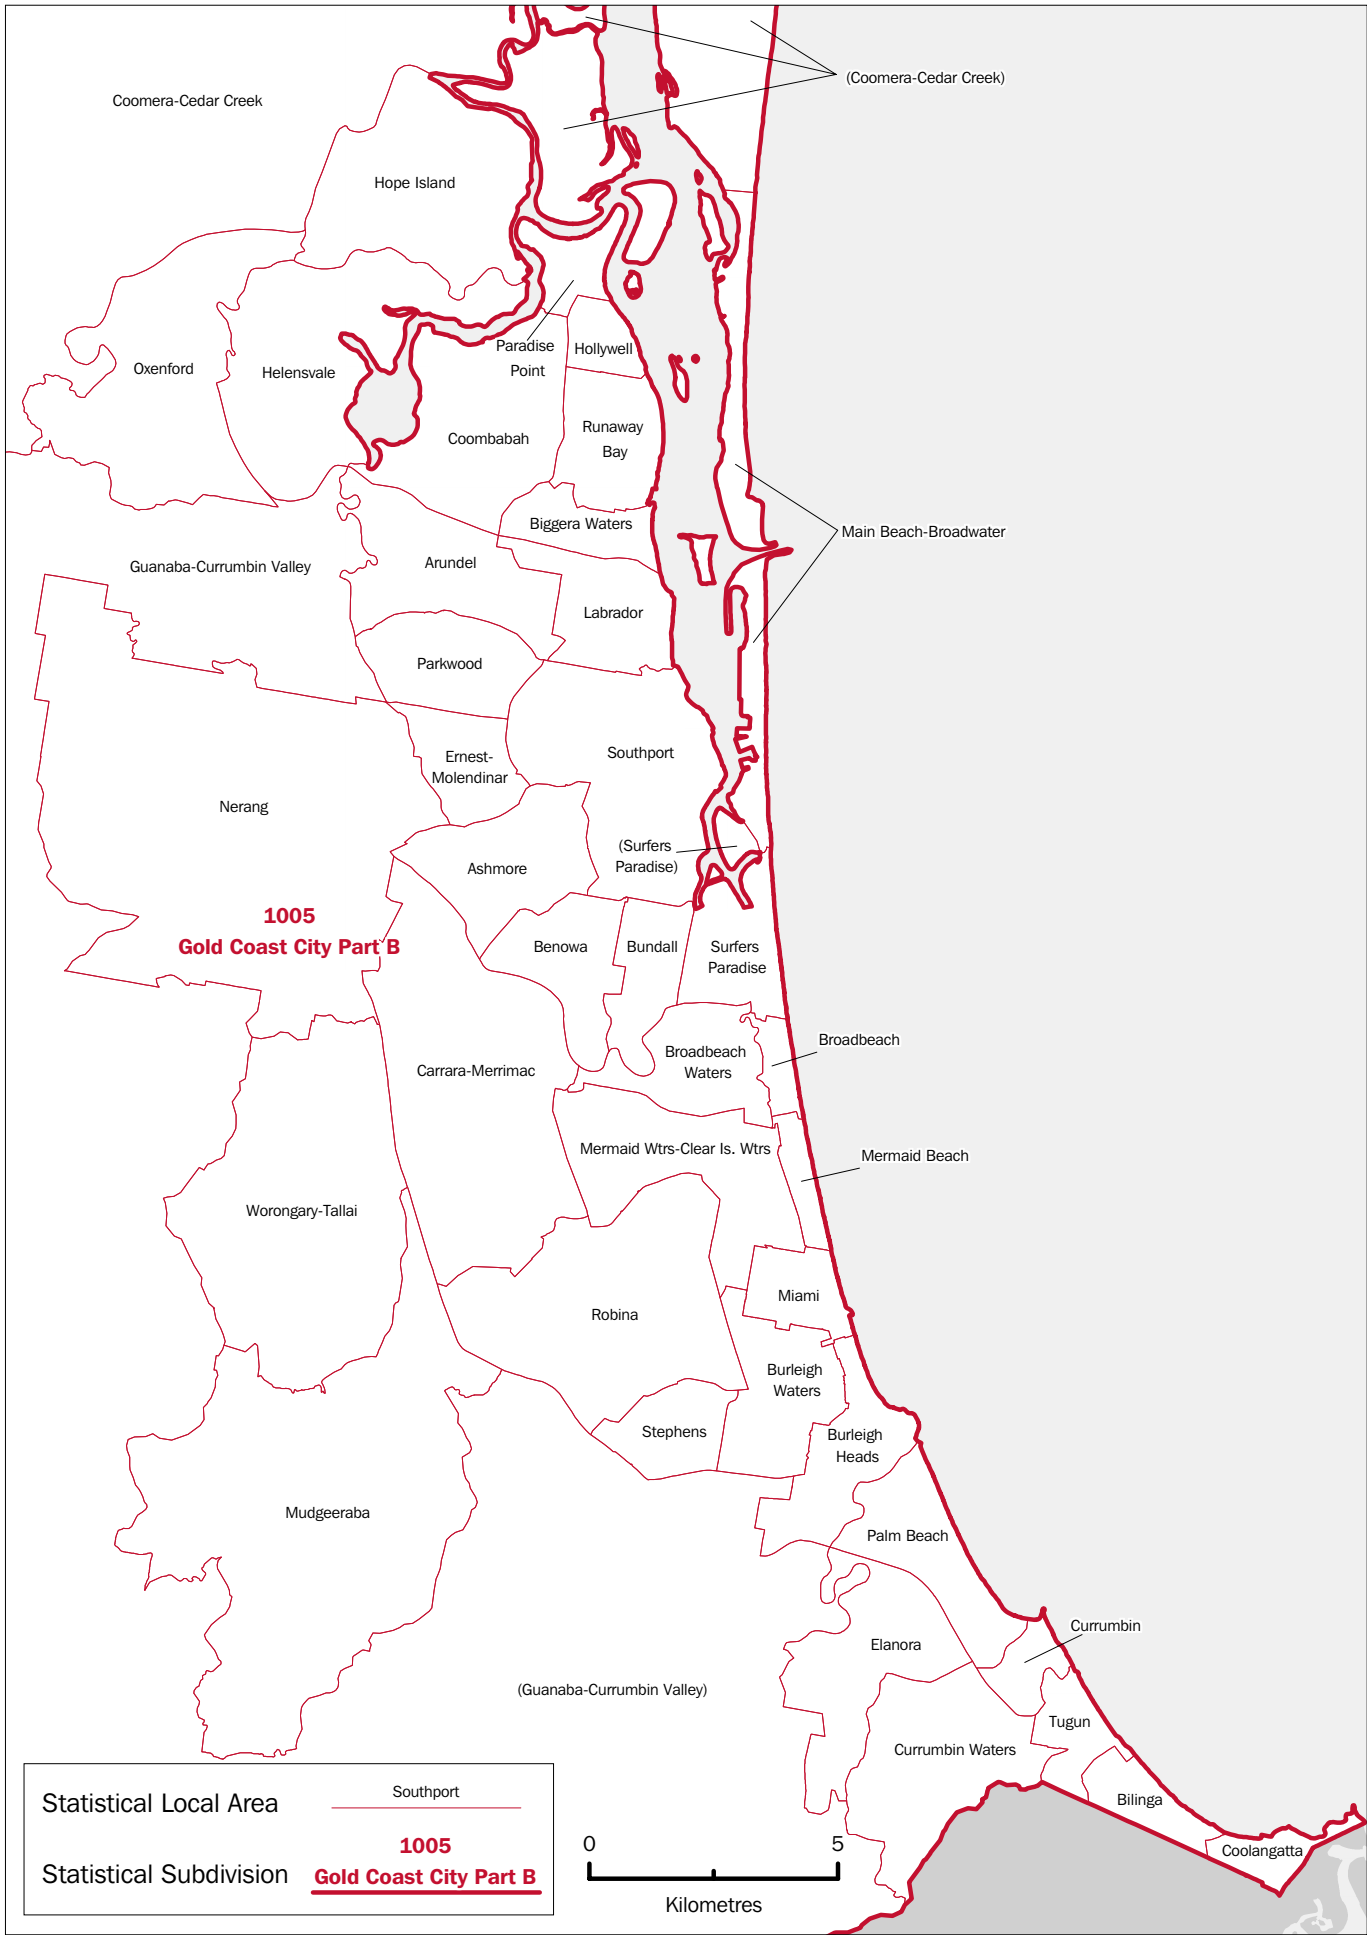 (Coomera-Cedar Creek)
Coomera-Cedar Creek
Hope Island
Paradise
Point
Hollywell
Oxenford
Helensvale
Coombabah
Runaway
Bay
Biggera Waters
Main Beach-Broadwater
Guanaba-Currumbin Valley
Arundel
Labrador
Parkwood
Southport
Ernest-
Molendinar
Nerang
(Surfers
Paradise)
Ashmore
1005
Gold Coast City Part B
Benowa
Bundall
Surfers
Paradise
Broadbeach
Broadbeach
Waters
Carrara-Merrimac
Mermaid Wtrs-Clear Is. Wtrs
Mermaid Beach
Worongary-Tallai
Miami
Robina
Burleigh
Waters
Stephens
Burleigh
Heads
Mudgeeraba
Palm Beach
Currumbin
Elanora
(Guanaba-Currumbin Valley)
Tugun
Currumbin Waters
Bilinga
Coolangatta
Statistical Local Area
Southport
Statistical Subdivision
1005
Gold Coast City Part B
0
5
Kilometres